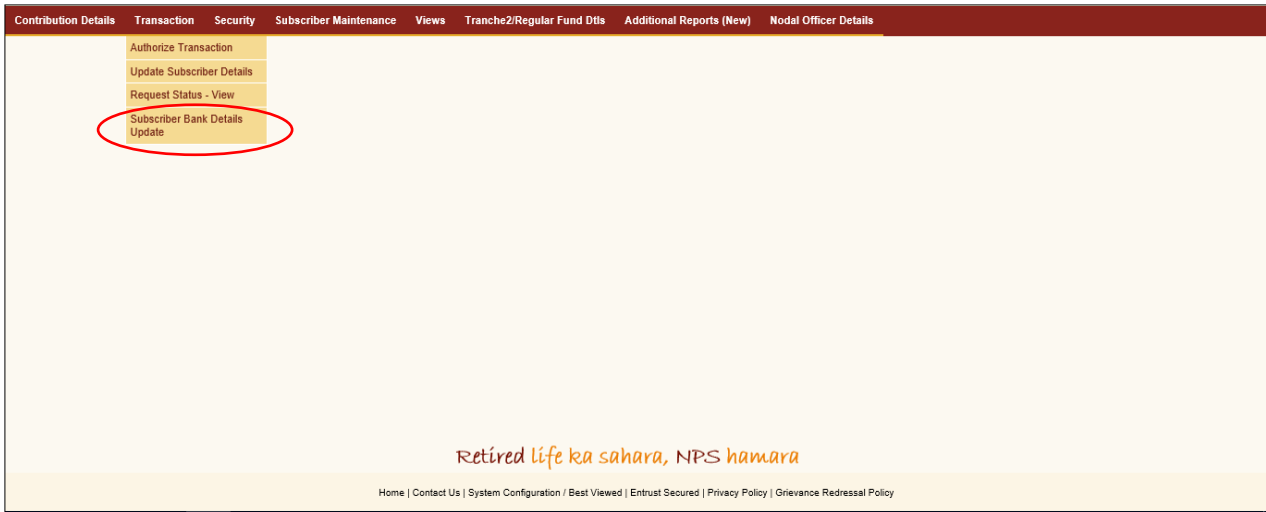 Contribution Details Transaction Security Subscriber Maintenance Views Tranche2/Regular Fund Dtls Additional Reports (New) Nodal Officer Details
Authorize Transaction
Update Subscriber Details
Request Status - View
Subscriber Bank Details
Update
Retired life ka sahara, NPS hamara
Home | Contact Us | System Configuration / Best Viewed | Entrust Secured | Privacy Policy | Grievance Redressal Policy